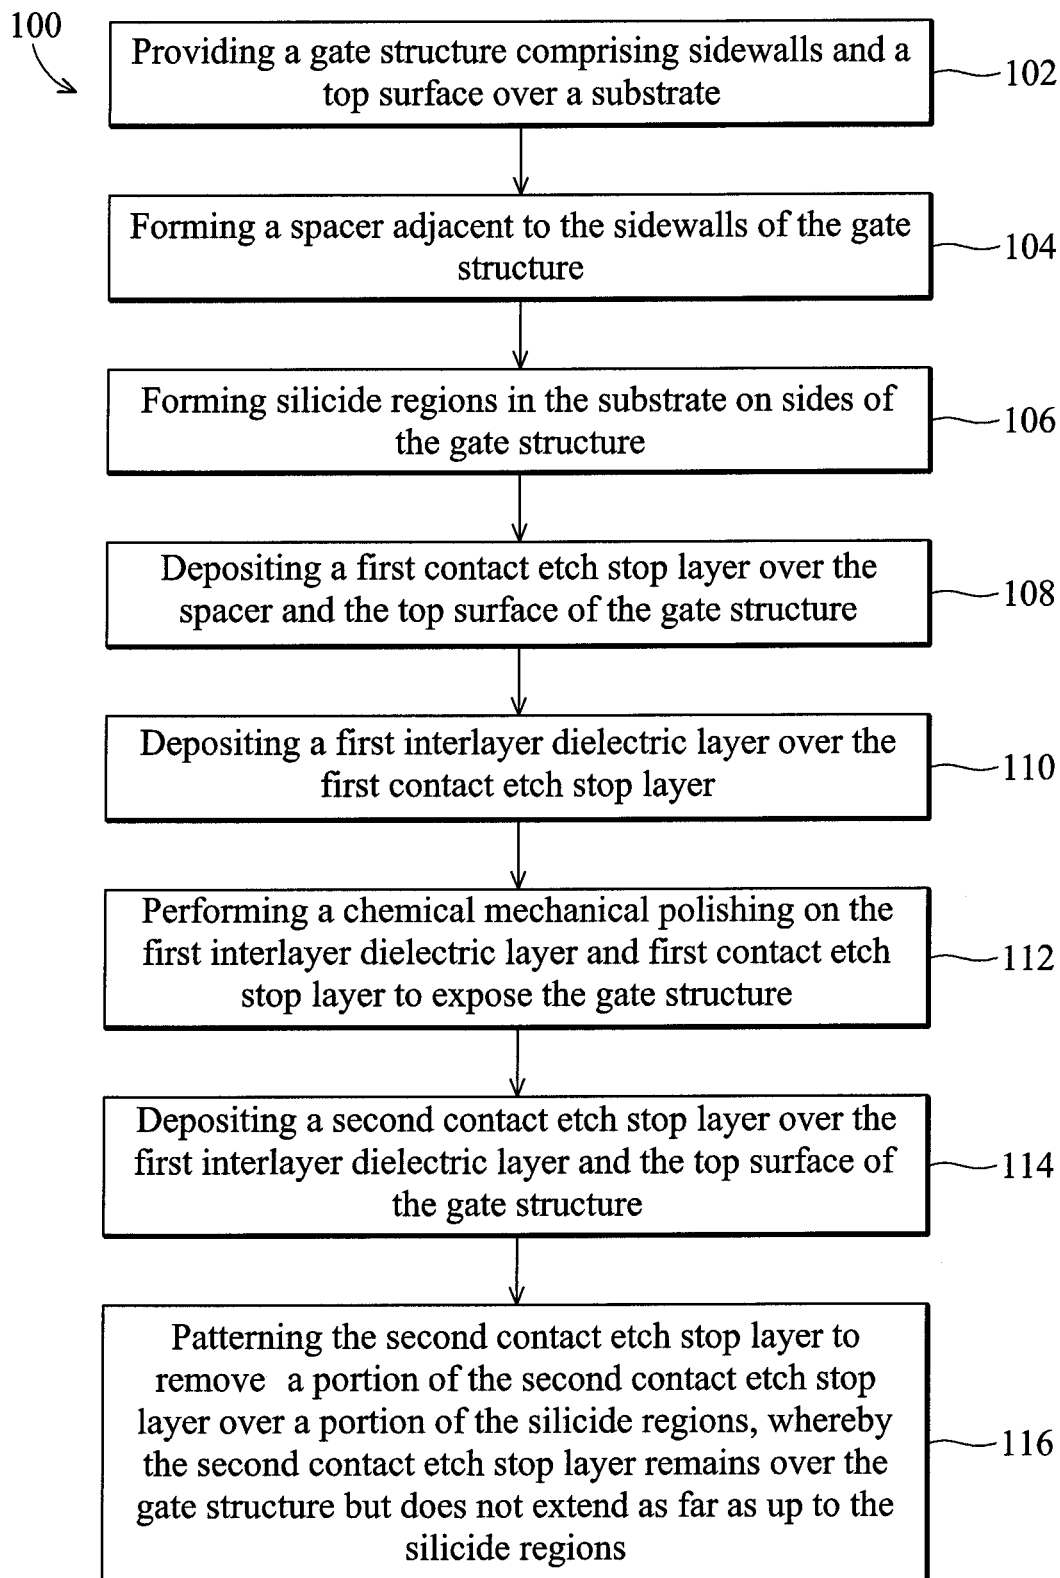 100
Providing a gate structure comprising sidewalls and a
top surface over a substrate
102
Forming a spacer adjacent to the sidewalls of the gate
structure
104
Forming silicide regions in the substrate on sides of
the gate structure
106
Depositing a first contact etch stop layer over the
spacer and the top surface of the gate structure
108
Depositing a first interlayer dielectric layer over the
first contact etch stop layer
110
Performing a chemical mechanical polishing on the
first interlayer dielectric layer and first contact etch
stop layer to expose the gate structure
112
Depositing a second contact etch stop layer over the
first interlayer dielectric layer and the top surface of
the gate structure
114
Patterning the second contact etch stop layer to
remove a portion of the second contact etch stop
layer over a portion of the silicide regions, whereby
the second contact etch stop layer remains over the
gate structure but does not extend as far as up to the
silicide regions
116